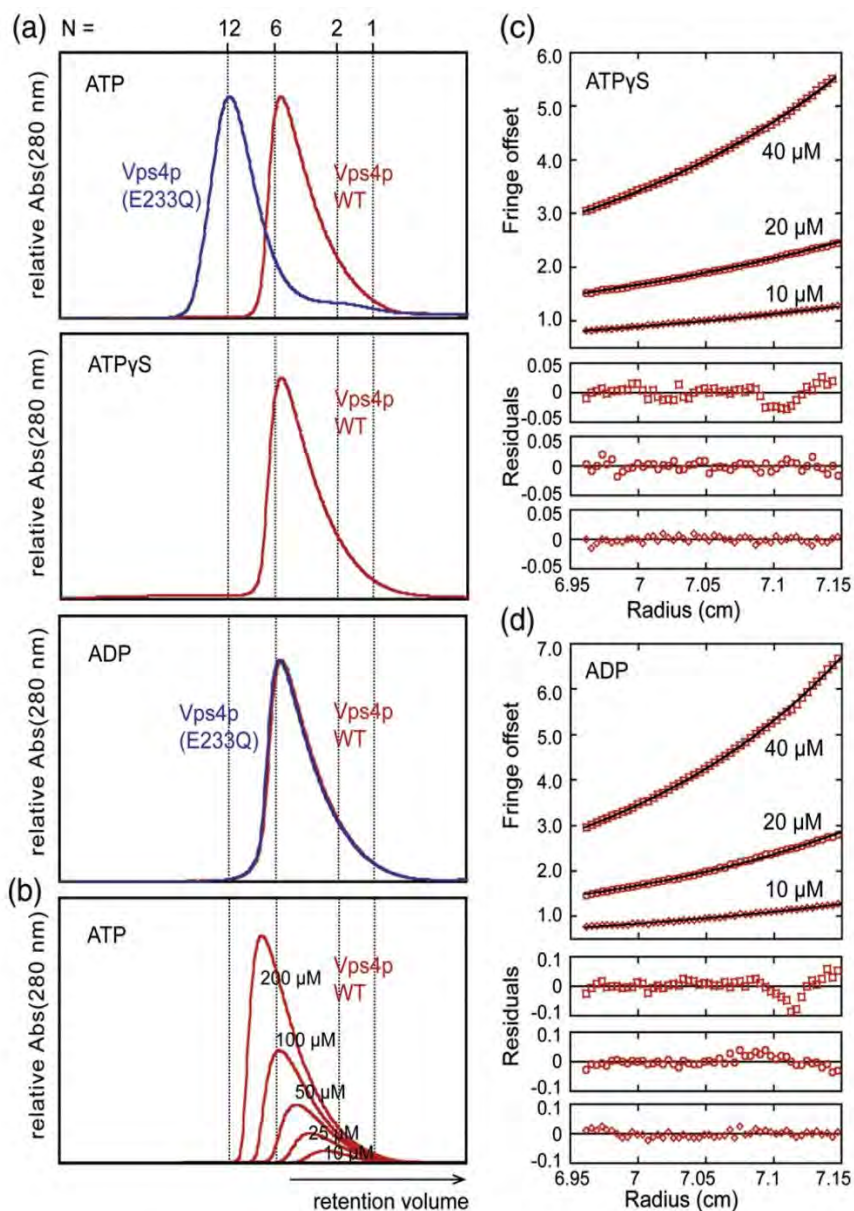 (a)
N = 12 6 2 1
ATP
Vps4p
(E233Q)
Vps4p
WT
relative Abs(280 nm)
ATPγS
Vps4p
WT
relative Abs(280 nm)
ADP
Vps4p
(E233Q)
Vps4p
WT
relative Abs(280 nm)
(b)
ATP
Vps4p
WT
200 μM
100 μM
50 μM
25 μM
10 μM
relative Abs(280 nm)
retention volume
(c)
ATPγS
6.0
5.0
4.0
3.0
2.0
1.0
Fringe offset
40 μM
20 μM
10 μM
0.05
0
-0.05
0.05
0
-0.05
0.05
0
-0.05
Residuals
6.95 7 7.05 7.1 7.15
Radius (cm)
(d)
ADP
7.0
6.0
5.0
4.0
3.0
2.0
1.0
Fringe offset
40 μM
20 μM
10 μM
0.1
0
-0.1
0.1
0
-0.1
0.1
0
-0.1
Residuals
6.95 7 7.05 7.1 7.15
Radius (cm)